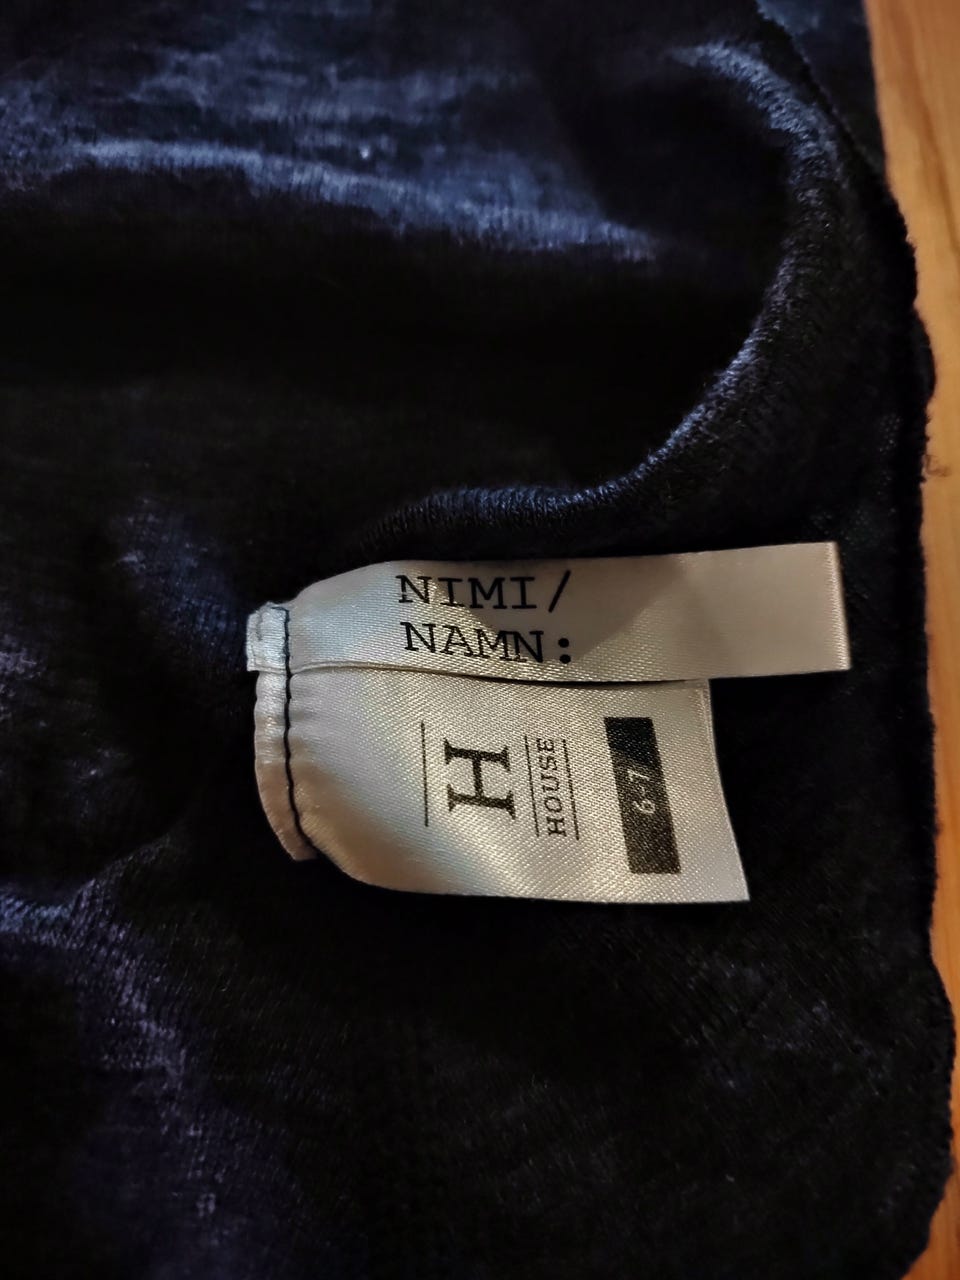 NIMI/
NAMN:
H
HOUSE
6-7